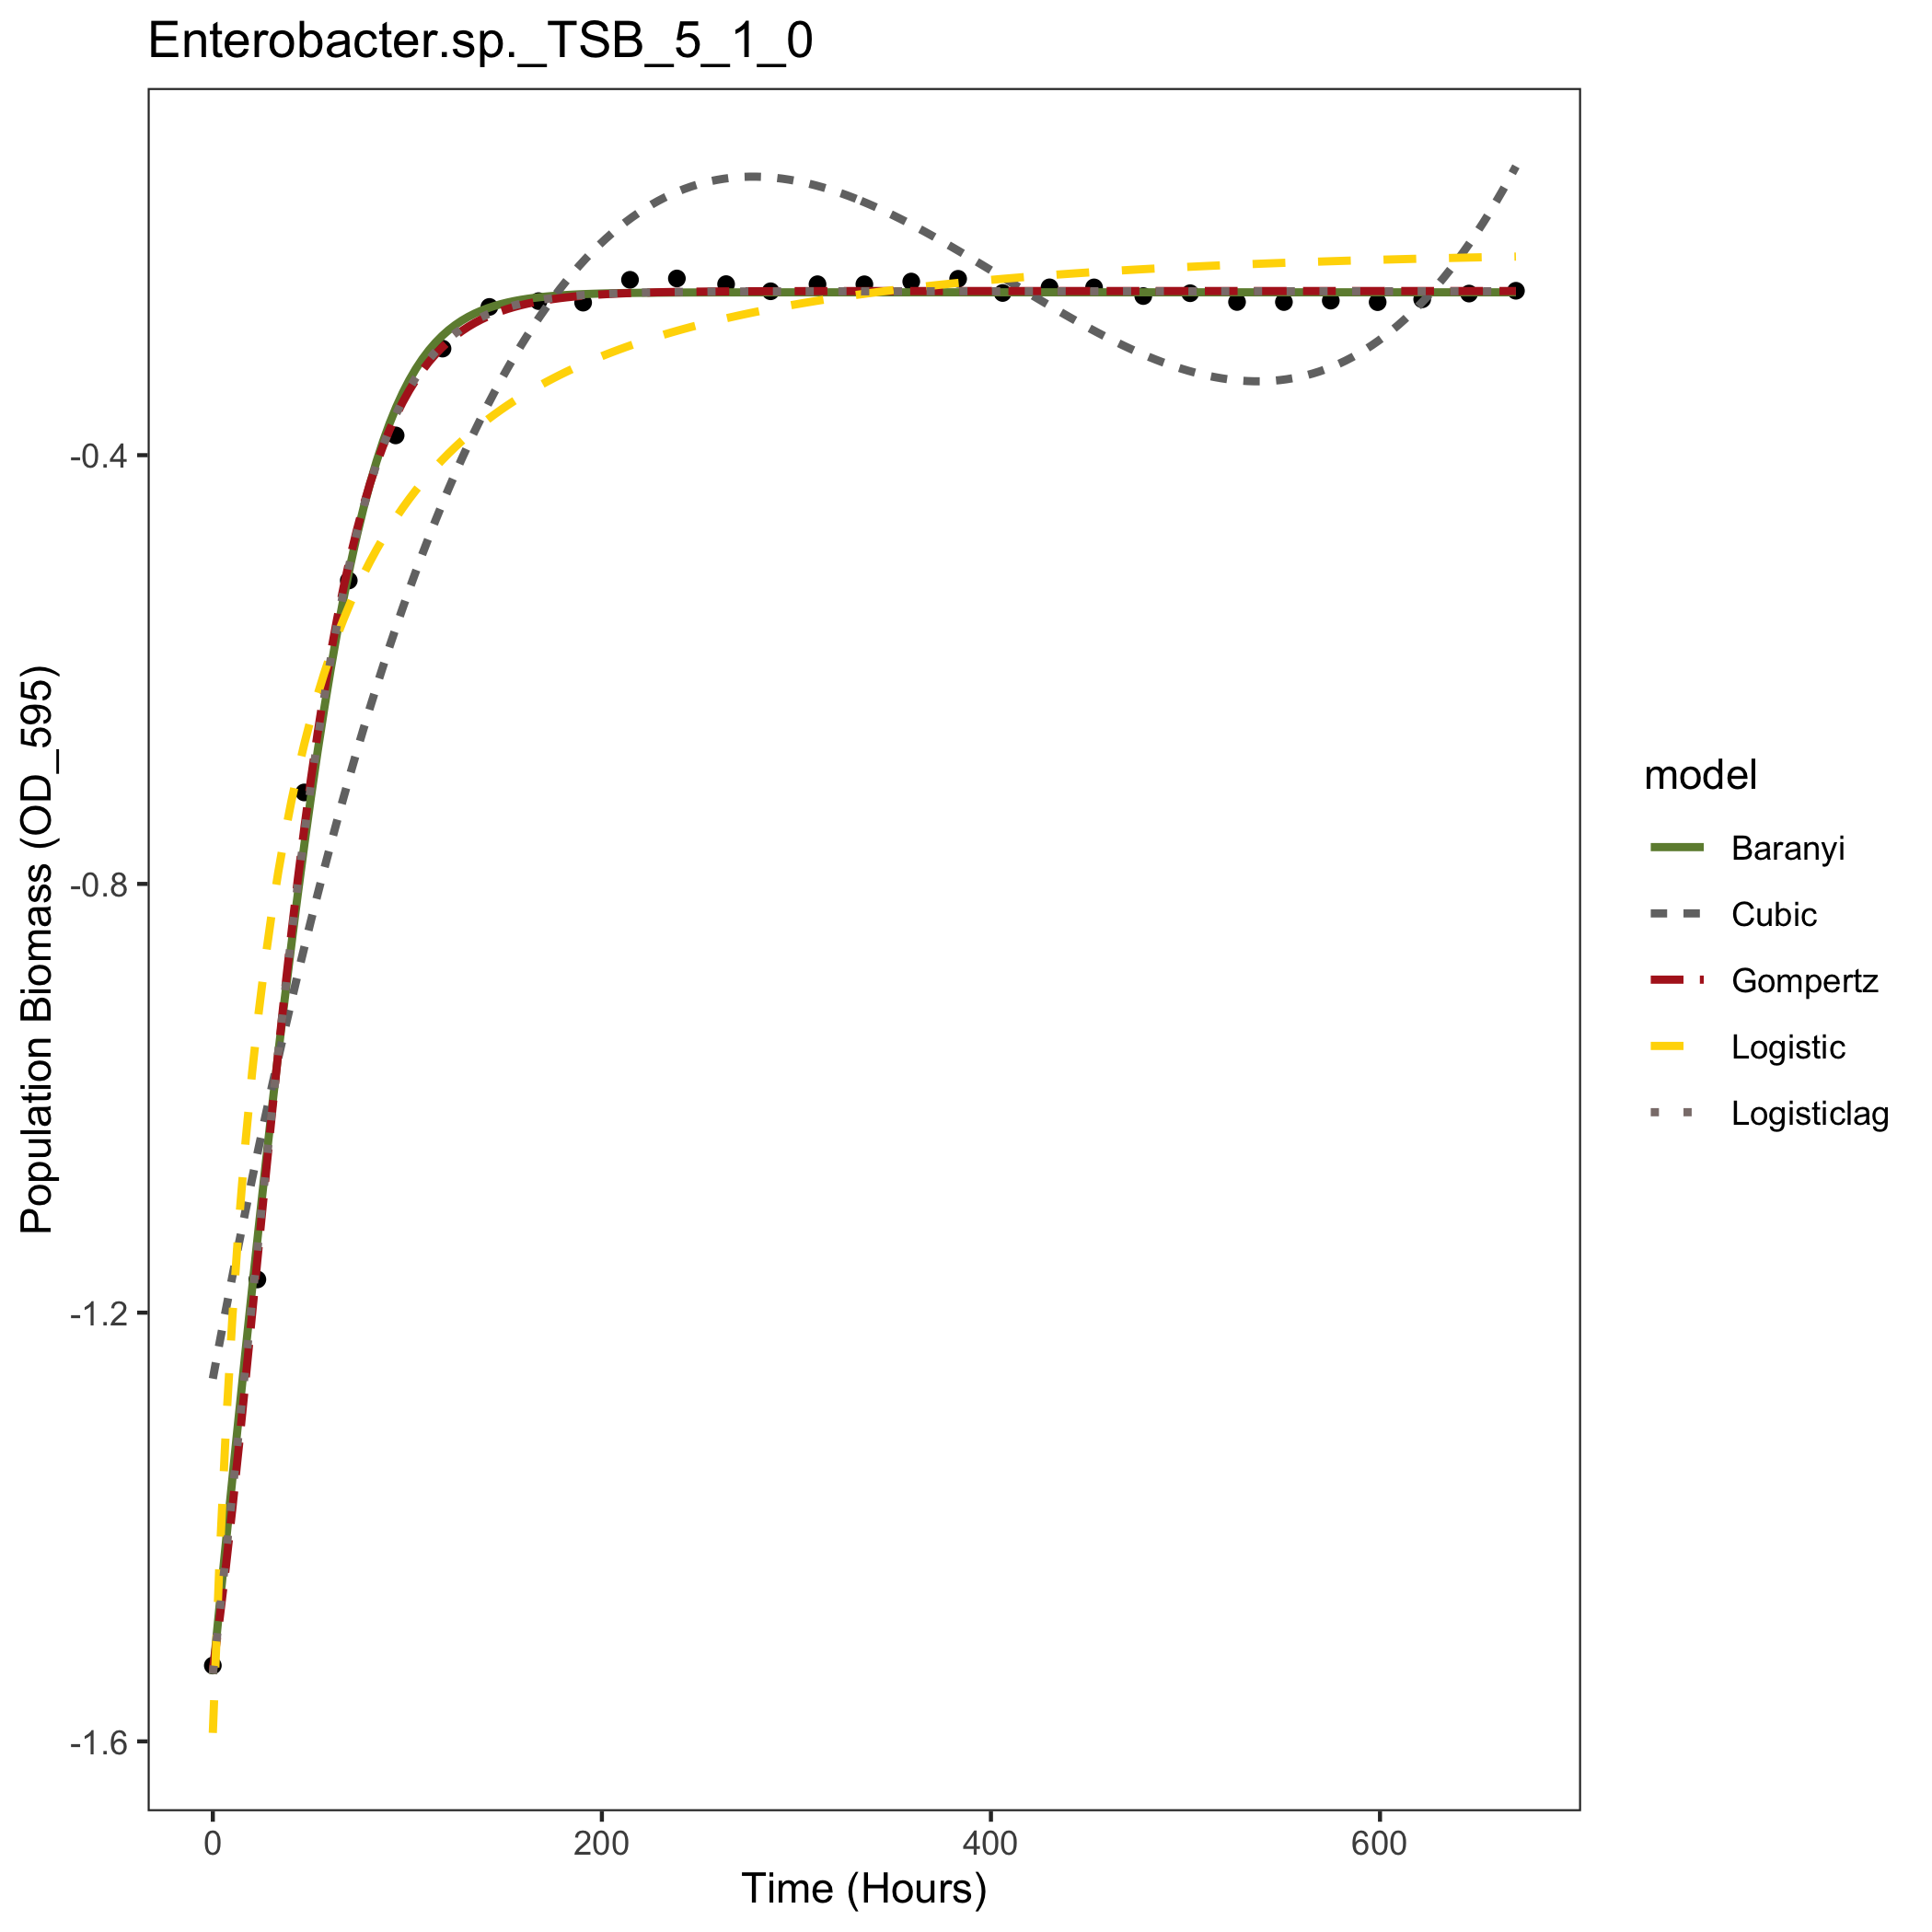 Enterobacter.sp._TSB_5_1_0
Population Biomass (OD_595)
-0.4
-0.8
-1.2
-1.6
0
200
400
600
Time (Hours)
model
Baranyi
Cubic
Gompertz
Logistic
Logisticlag